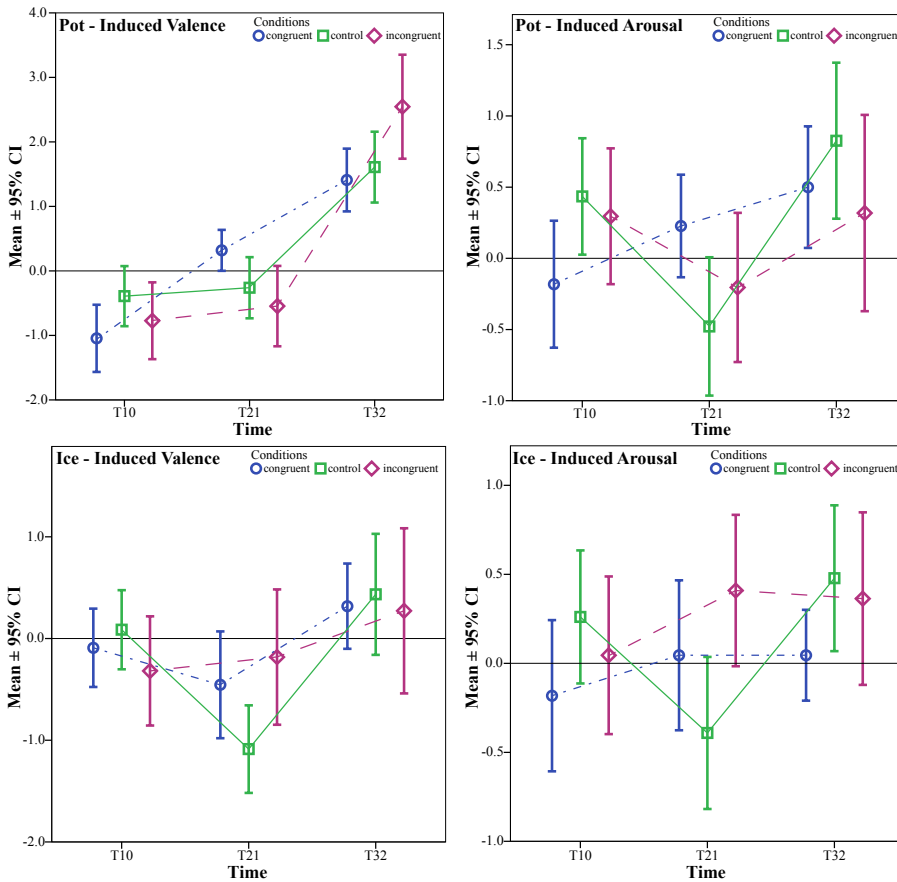 Pot - Induced Valence
Conditions
congruent control incongruent
Mean ± 95% CI
4.0
3.0
2.0
1.0
0.0
-1.0
-2.0
T10 T21 T32
Time
Pot - Induced Arousal
Conditions
congruent control incongruent
Mean ± 95% CI
1.5
1.0
0.5
0.0
-0.5
-1.0
T10 T21 T32
Time
Ice - Induced Valence
Conditions
congruent control incongruent
Mean ± 95% CI
1.0
0.0
-1.0
-2.0
T10 T21 T32
Time
Ice - Induced Arousal
Conditions
congruent control incongruent
Mean ± 95% CI
1.0
0.5
0.0
-0.5
-1.0
T10 T21 T32
Time